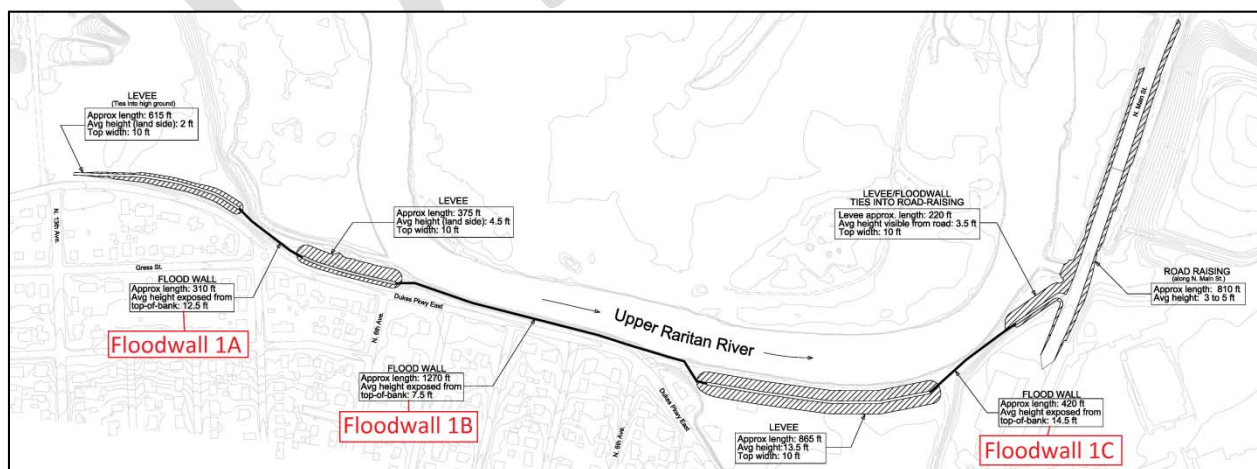 LEVEE
(Ties into high ground)
Approx length: 615 ft
Avg height (land side): 2 ft
Top width: 10 ft
N. 13th Ave.
Gress St.
FLOOD WALL
Approx length: 310 ft
Avg height exposed from
top-of-bank: 12.5 ft
Floodwall 1A
LEVEE
Approx length: 375 ft
Avg height (land side): 4.5 ft
Top width: 10 ft
Dukes Pkwy East
N. 6th Ave.
FLOOD WALL
Approx length: 1270 ft
Avg height exposed from
top-of-bank: 7.5 ft
Floodwall 1B
Upper Raritan River
Dukes Pkwy East
N. 5th Ave.
LEVEE
Approx length: 865 ft
Avg height:13.5 ft
Top width: 10 ft
LEVEE/FLOODWALL
TIES INTO ROAD-RAISING
Levee approx. length: 220 ft
Avg height visible from road: 3.5 ft
Top width: 10 ft
N. Main St.
ROAD RAISING
(along N. Main St.)
Approx length: 810 ft
Avg height: 3 to 5 ft
FLOOD WALL
Approx length: 420 ft
Avg height exposed from
top-of-bank: 14.5 ft
Floodwall 1C